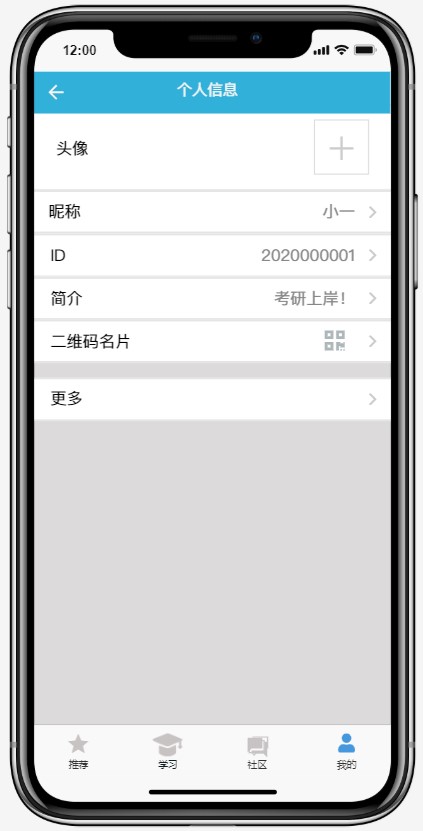 12:00
个人信息
头像
昵称 小一
ID 2020000001
简介 考研上岸！
二维码名片
更多
推荐 学习 社区 我的